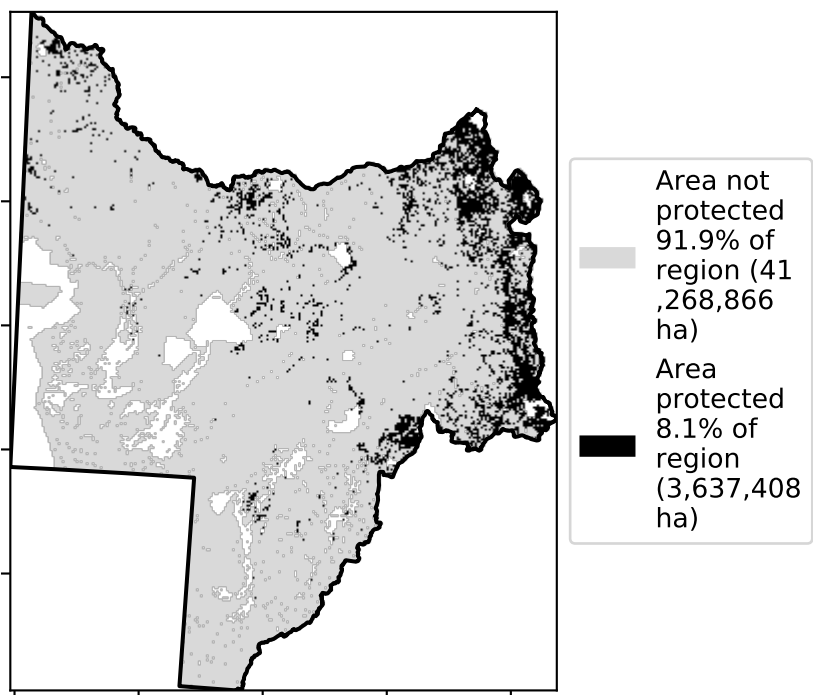 Area not
protected
91.9% of
region (41
,268,866
ha)
Area
protected
8.1% of
region
(3,637,408
ha)